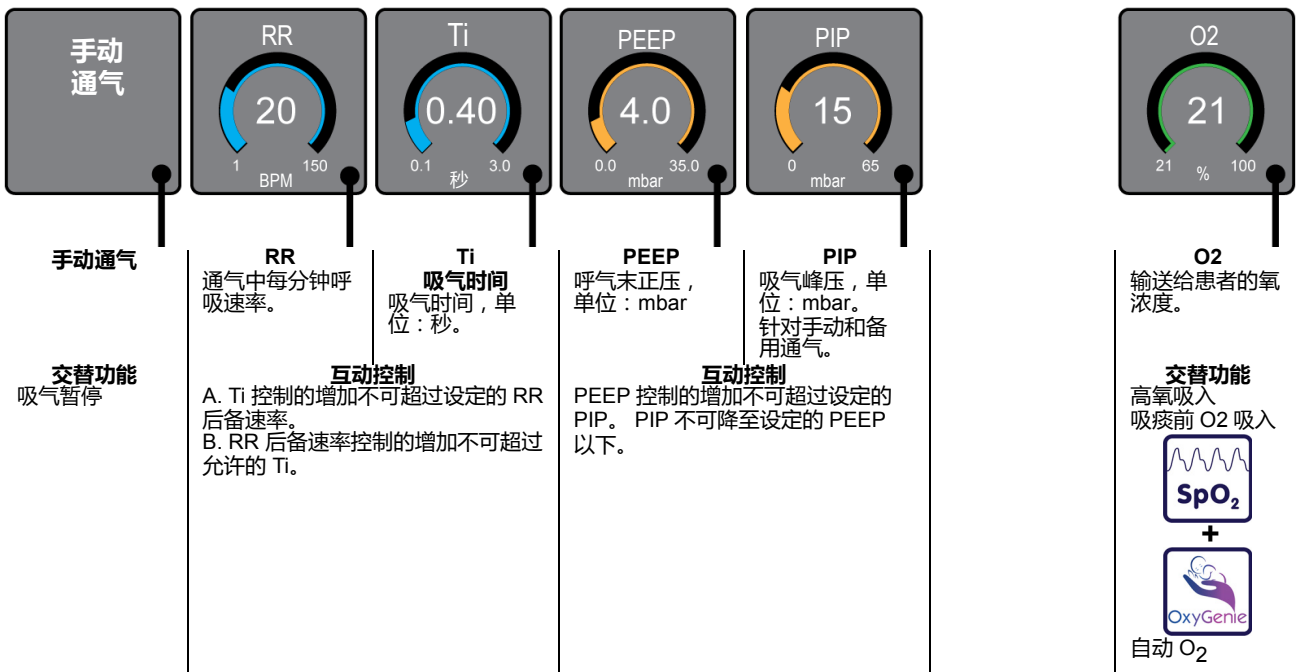 手动
通气
RR
20
1 150
BPM
Ti
0.40
0.1 3.0
秒
PEEP
4.0
0.0 35.0
mbar
PIP
15
0 65
mbar
O2
21
21 100
%
手动通气
RR
通气中每分钟呼
吸速率。
Ti
吸气时间
吸气时间，单
位：秒。
PEEP
呼气末正压，
单位：mbar
PIP
吸气峰压，单
位：mbar。
针对手动和备
用通气。
O2
输送给患者的氧
浓度。
交替功能
吸气暂停
互动控制
A. Ti 控制的增加不可超过设定的 RR
后备速率。
B. RR 后备速率控制的增加不可超过
允许的 Ti。
互动控制
PEEP 控制的增加不可超过设定的
PIP。 PIP 不可降至设定的 PEEP
以下。
交替功能
高氧吸入
吸痰前 O2 吸入
SpO₂
+
OxyGenie
自动 O₂